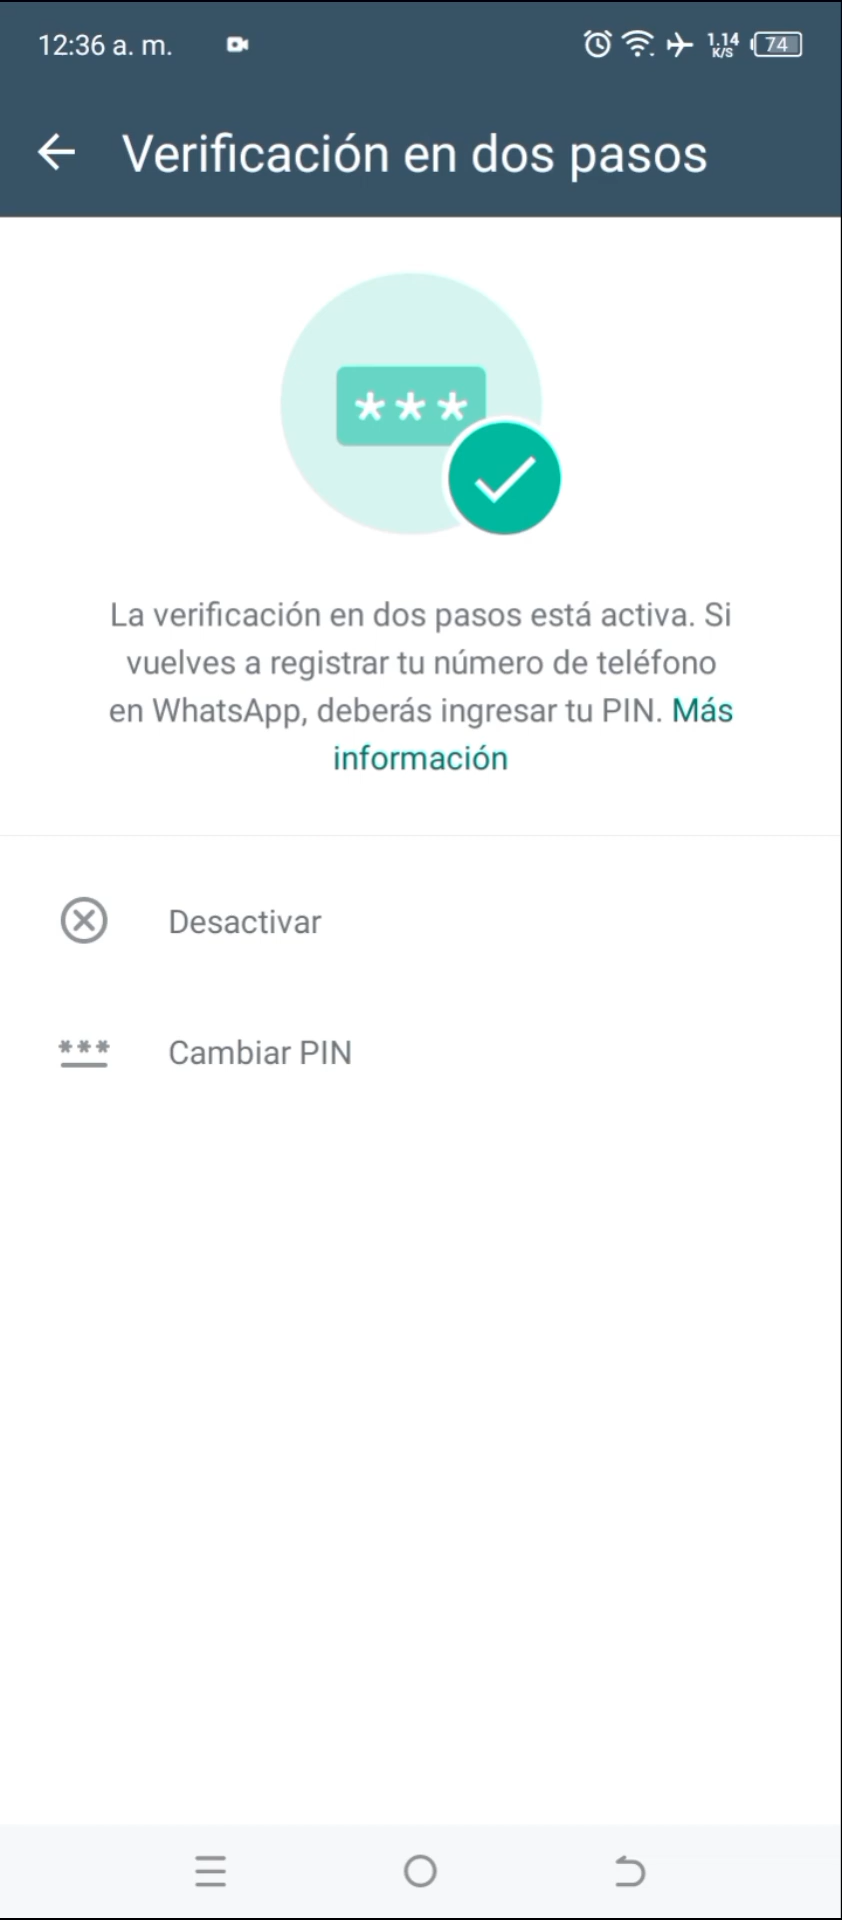 12:36 a. m.
1.14
K/S
74
Verificación en dos pasos
***
La verificación en dos pasos está activa. Si
vuelves a registrar tu número de teléfono
en WhatsApp, deberás ingresar tu PIN. Más
información
Desactivar
*** Cambiar PIN